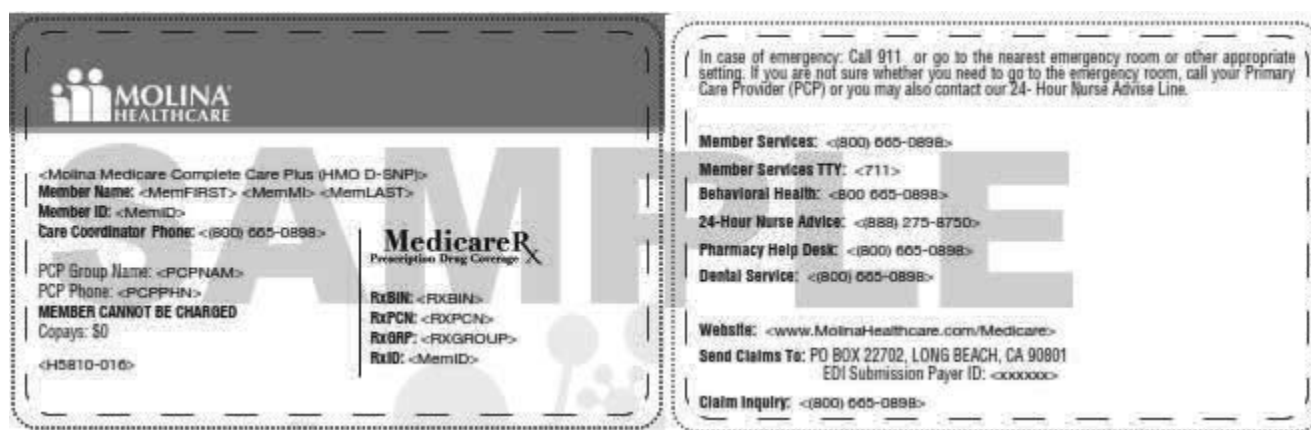 MOLINA
HEALTHCARE
<Molina Medicare Complete Care Plus (HMO D-SNP)>
Member Name: <MemFIRST> <MemMI> <MemLAST>
Member ID: <MemID>
Care Coordinator Phone: <(800) 665-0898>
PCP Group Name: <PCPNAM>
PCP Phone: <PCPPHN>
MEMBER CANNOT BE CHARGED
Copays: $0
<H5810-016>
MedicareRx
Prescription Drug Coverage
RxBIN: <RXBIN>
RxPCN: <RXPCN>
RxGRP: <RXGROUP>
RxID: <MemID>
SAMPLE
In case of emergency: Call 911 or go to the nearest emergency room or other appropriate
setting. If you are not sure whether you need to go to the emergency room, call your Primary
Care Provider (PCP) or you may also contact our 24- Hour Nurse Advise Line.
Member Services: <(800) 665-0898>
Member Services TTY: <711>
Behavioral Health: <800 665-0898>
24-Hour Nurse Advice: <(888) 275-8750>
Pharmacy Help Desk: <(800) 665-0898>
Dental Service: <(800) 665-0898>
Website: <www.MolinaHealthcare.com/Medicare>
Send Claims To: PO BOX 22702, LONG BEACH, CA 90801
EDI Submission Payer ID: <xxxxxx>
Claim Inquiry: <(800) 665-0898>